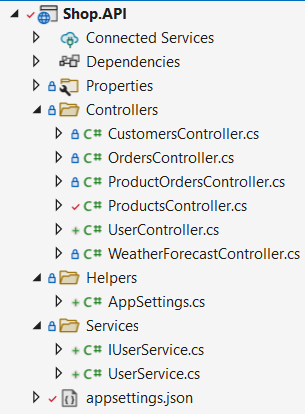 Shop.API
Connected Services
Dependencies
Properties
Controllers
C# CustomersController.cs
C# OrdersController.cs
C# ProductOrdersController.cs
C# ProductsController.cs
+ C# UserController.cs
C# WeatherForecastController.cs
Helpers
+ C# AppSettings.cs
Services
+ C# IUserService.cs
+ C# UserService.cs
appsettings.json